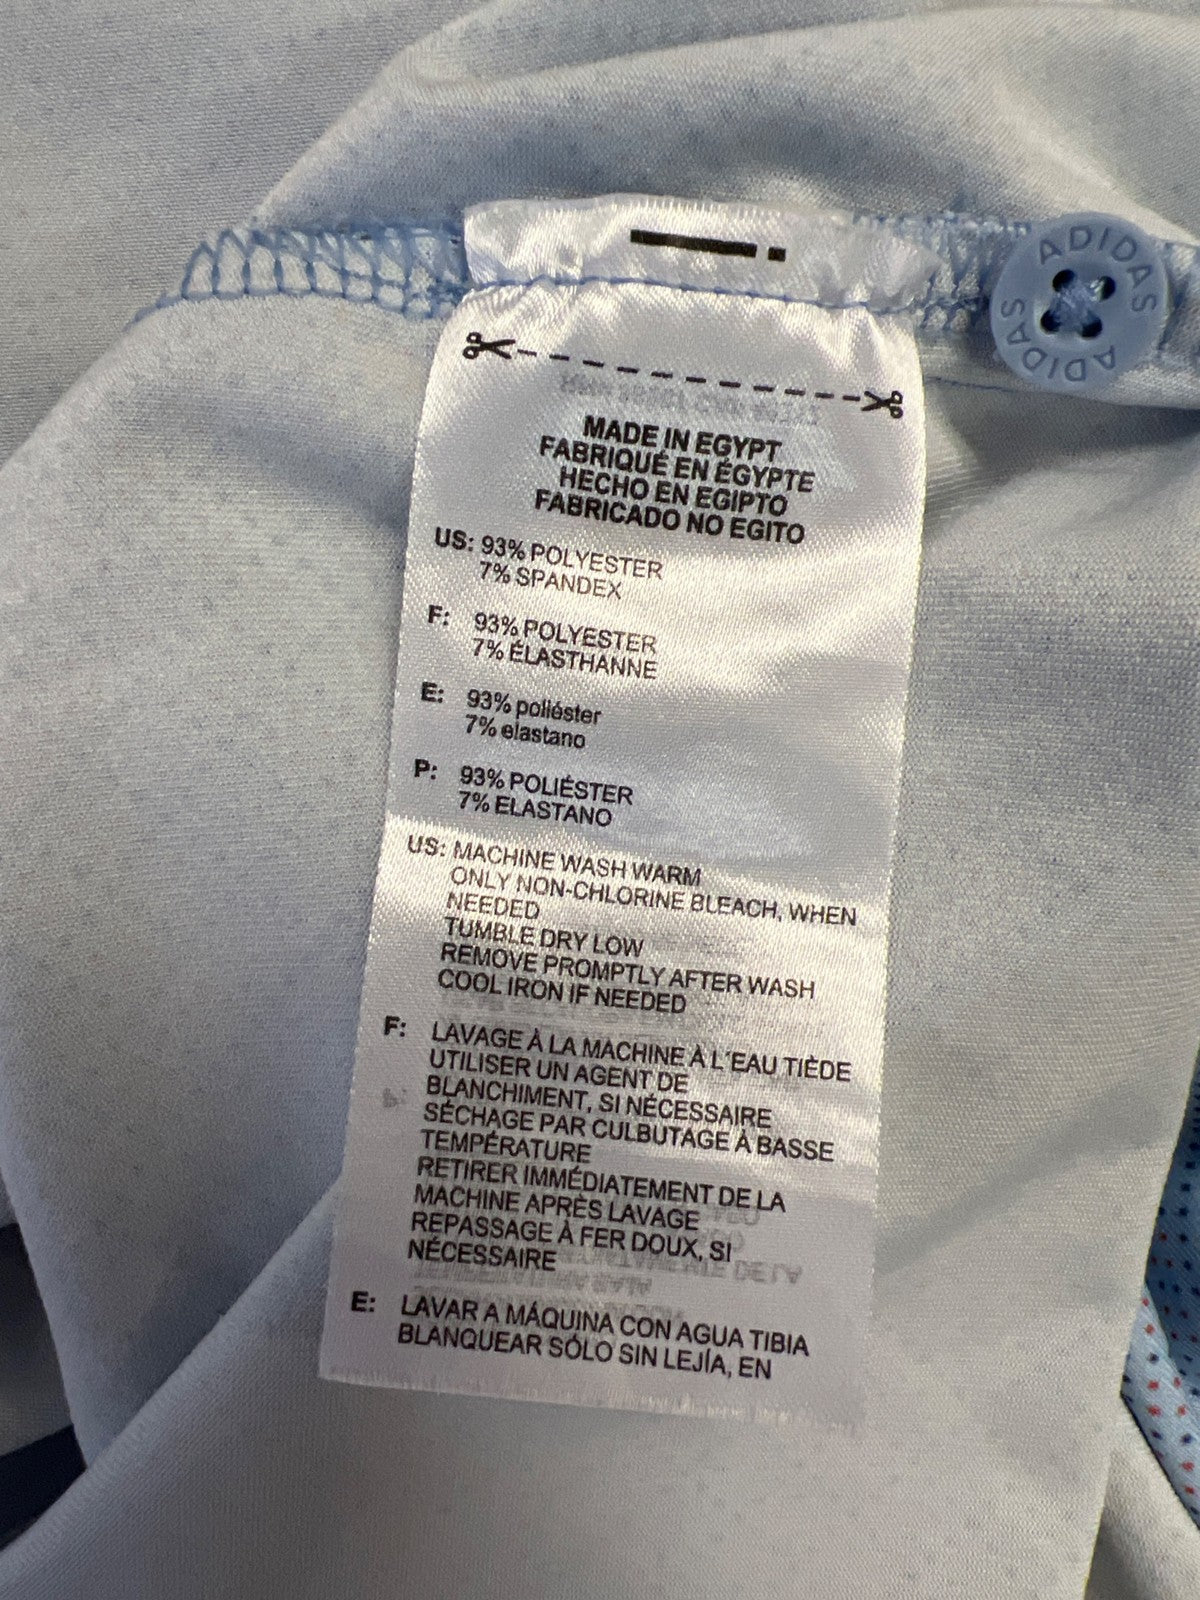 ADIDAS ADIDAS
MADE IN EGYPT
FABRIQUÉ EN ÉGYPTE
HECHO EN EGIPTO
FABRICADO NO EGITO
US: 93% POLYESTER
7% SPANDEX
F: 93% POLYESTER
7% ÉLASTHANNE
E: 93% poliéster
7% elastano
P: 93% POLIÉSTER
7% ELASTANO
US: MACHINE WASH WARM
ONLY NON-CHLORINE BLEACH, WHEN
NEEDED
TUMBLE DRY LOW
REMOVE PROMPTLY AFTER WASH
COOL IRON IF NEEDED
F: LAVAGE À LA MACHINE À L'EAU TIÈDE
UTILISER UN AGENT DE
BLANCHIMENT, SI NÉCESSAIRE
SÉCHAGE PAR CULBUTAGE À BASSE
TEMPÉRATURE
RETIRER IMMÉDIATEMENT DE LA
MACHINE APRÈS LAVAGE
REPASSAGE À FER DOUX, SI
NÉCESSAIRE
E: LAVAR A MÁQUINA CON AGUA TIBIA
BLANQUEAR SÓLO SIN LEJÍA, EN